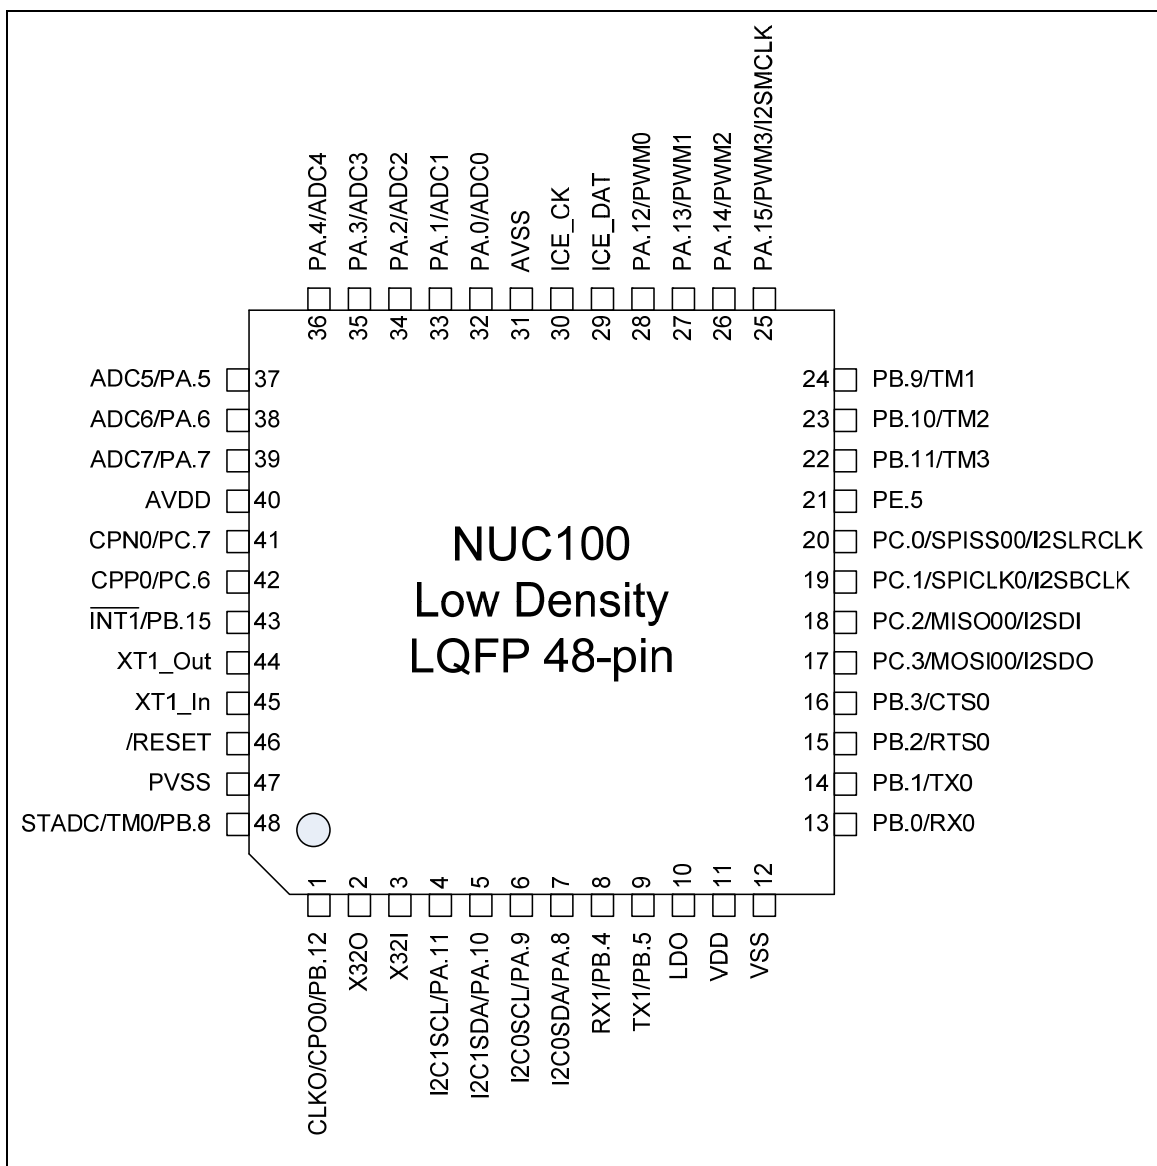 PA.4/ADC4
PA.3/ADC3
PA.2/ADC2
PA.1/ADC1
PA.0/ADC0
AVSS
ICE_CK
ICE_DAT
PA.12/PWM0
PA.13/PWM1
PA.14/PWM2
PA.15/PWM3/I2SMCLK
36
35
34
33
32
31
30
29
28
27
26
25
ADC5/PA.5 37
ADC6/PA.6 38
ADC7/PA.7 39
AVDD 40
CPN0/PC.7 41
CPP0/PC.6 42
INT1/PB.15 43
XT1_Out 44
XT1_In 45
/RESET 46
PVSS 47
STADC/TM0/PB.8 48
NUC100
Low Density
LQFP 48-pin
24 PB.9/TM1
23 PB.10/TM2
22 PB.11/TM3
21 PE.5
20 PC.0/SPISS00/I2SLRCLK
19 PC.1/SPICLK0/I2SBCLK
18 PC.2/MISO00/I2SDI
17 PC.3/MOSI00/I2SDO
16 PB.3/CTS0
15 PB.2/RTS0
14 PB.1/TX0
13 PB.0/RX0
1
2
3
4
5
6
7
8
9
10
11
12
CLKO/CPO0/PB.12
X32O
X32I
I2C1SCL/PA.11
I2C1SDA/PA.10
I2C0SCL/PA.9
I2C0SDA/PA.8
RX1/PB.4
TX1/PB.5
LDO
VDD
VSS